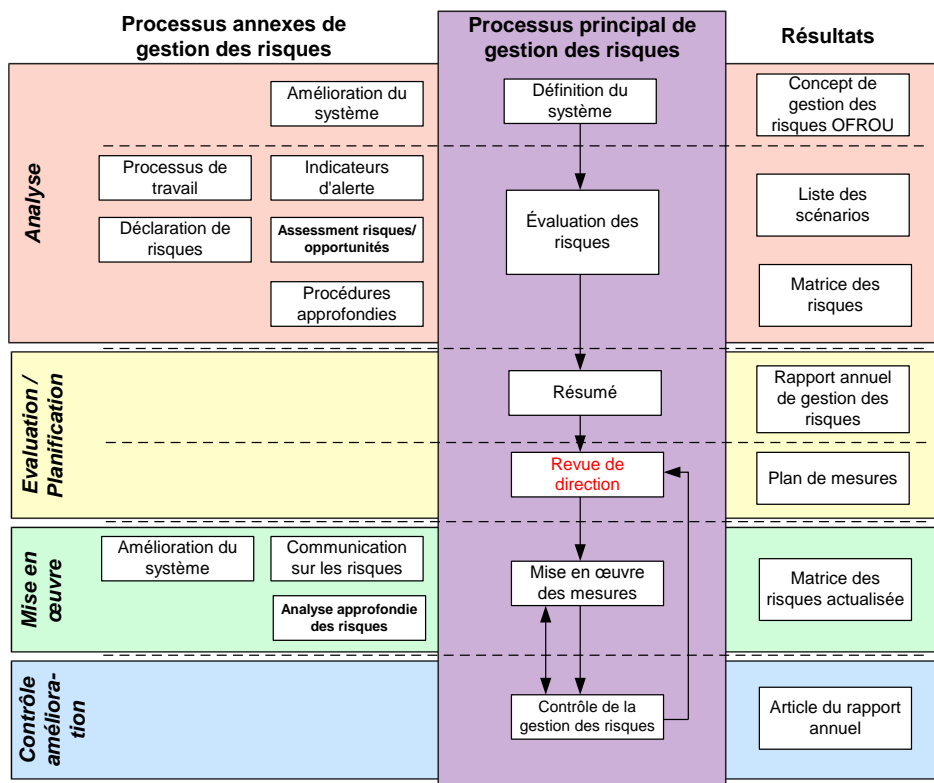 Processus annexes de
gestion des risques
Processus principal de
gestion des risques
Résultats
Analyse
Amélioration du
système
Définition du
système
Concept de
gestion des
risques OFROU
Processus de
travail
Indicateurs
d'alerte
Déclaration de
risques
Assessment risques/
opportunités
Procédures
approfondies
Évaluation des
risques
Liste des
scénarios
Matrice des
risques
Evaluation /
Planification
Résumé
Rapport annuel
de gestion des
risques
Revue de
direction
Plan de mesures
Mise en
œuvre
Amélioration du
système
Communication
sur les risques
Analyse approfondie
des risques
Mise en œuvre
des mesures
Matrice des
risques actualisée
Contrôle
améliora-
tion
Contrôle de la
gestion des risques
Article du rapport
annuel